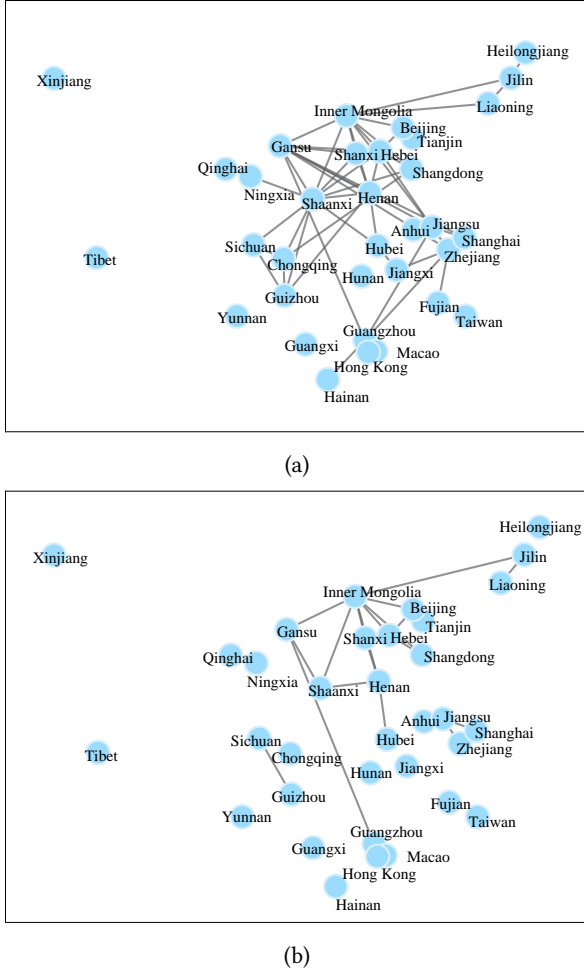 Heilongjiang
Xinjiang
Jilin
Liaoning
Inner Mongolia
Beijing
Tianjin
Gansu
Shanxi
Hebei
Qinghai
Shangdong
Ningxia
Shaanxi
Henan
Jiangsu
Anhui
Shanghai
Sichuan
Hubei
Zhejiang
Tibet
Chongqing
Hunan
Jiangxi
Guizhou
Fujian
Yunnan
Taiwan
Guangzhou
Guangxi
Macao
Hong Kong
Hainan
(a)
Heilongjiang
Xinjiang
Jilin
Liaoning
Inner Mongolia
Beijing
Tianjin
Gansu
Shanxi
Hebei
Qinghai
Shangdong
Ningxia
Shaanxi
Henan
Anhui
Jiangsu
Shanghai
Sichuan
Hubei
Zhejiang
Tibet
Chongqing
Hunan
Jiangxi
Guizhou
Fujian
Yunnan
Taiwan
Guangzhou
Guangxi
Macao
Hong Kong
Hainan
(b)